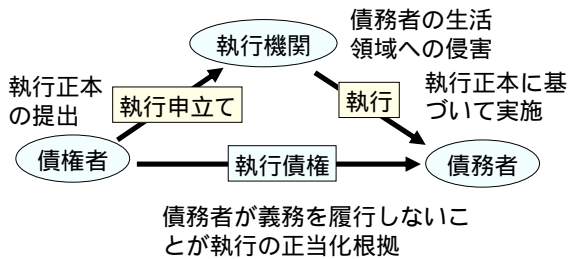 執行機関
債務者の生活
領域への侵害
執行正本
の提出
執行申立て
執行
執行正本に基
づいて実施
債権者
執行債権
債務者
債務者が義務を履行しないこ
とが執行の正当化根拠